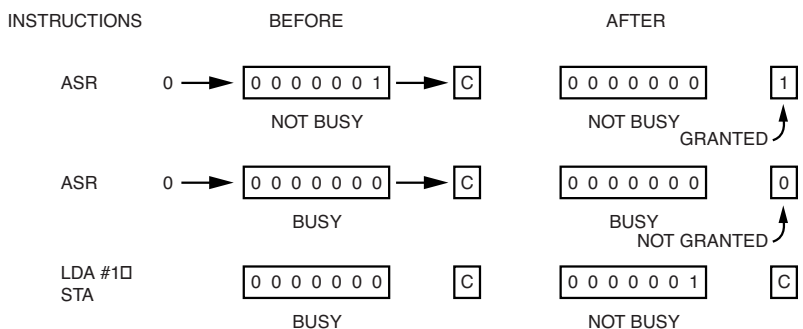 INSTRUCTIONS BEFORE AFTER
ASR 0 0 0 0 0 0 0 1 C 0 0 0 0 0 0 0 1
NOT BUSY NOT BUSY
GRANTED
ASR 0 0 0 0 0 0 0 0 C 0 0 0 0 0 0 0 0
BUSY BUSY
NOT GRANTED
LDA #1□
STA 0 0 0 0 0 0 0 C 0 0 0 0 0 0 1 C
BUSY NOT BUSY